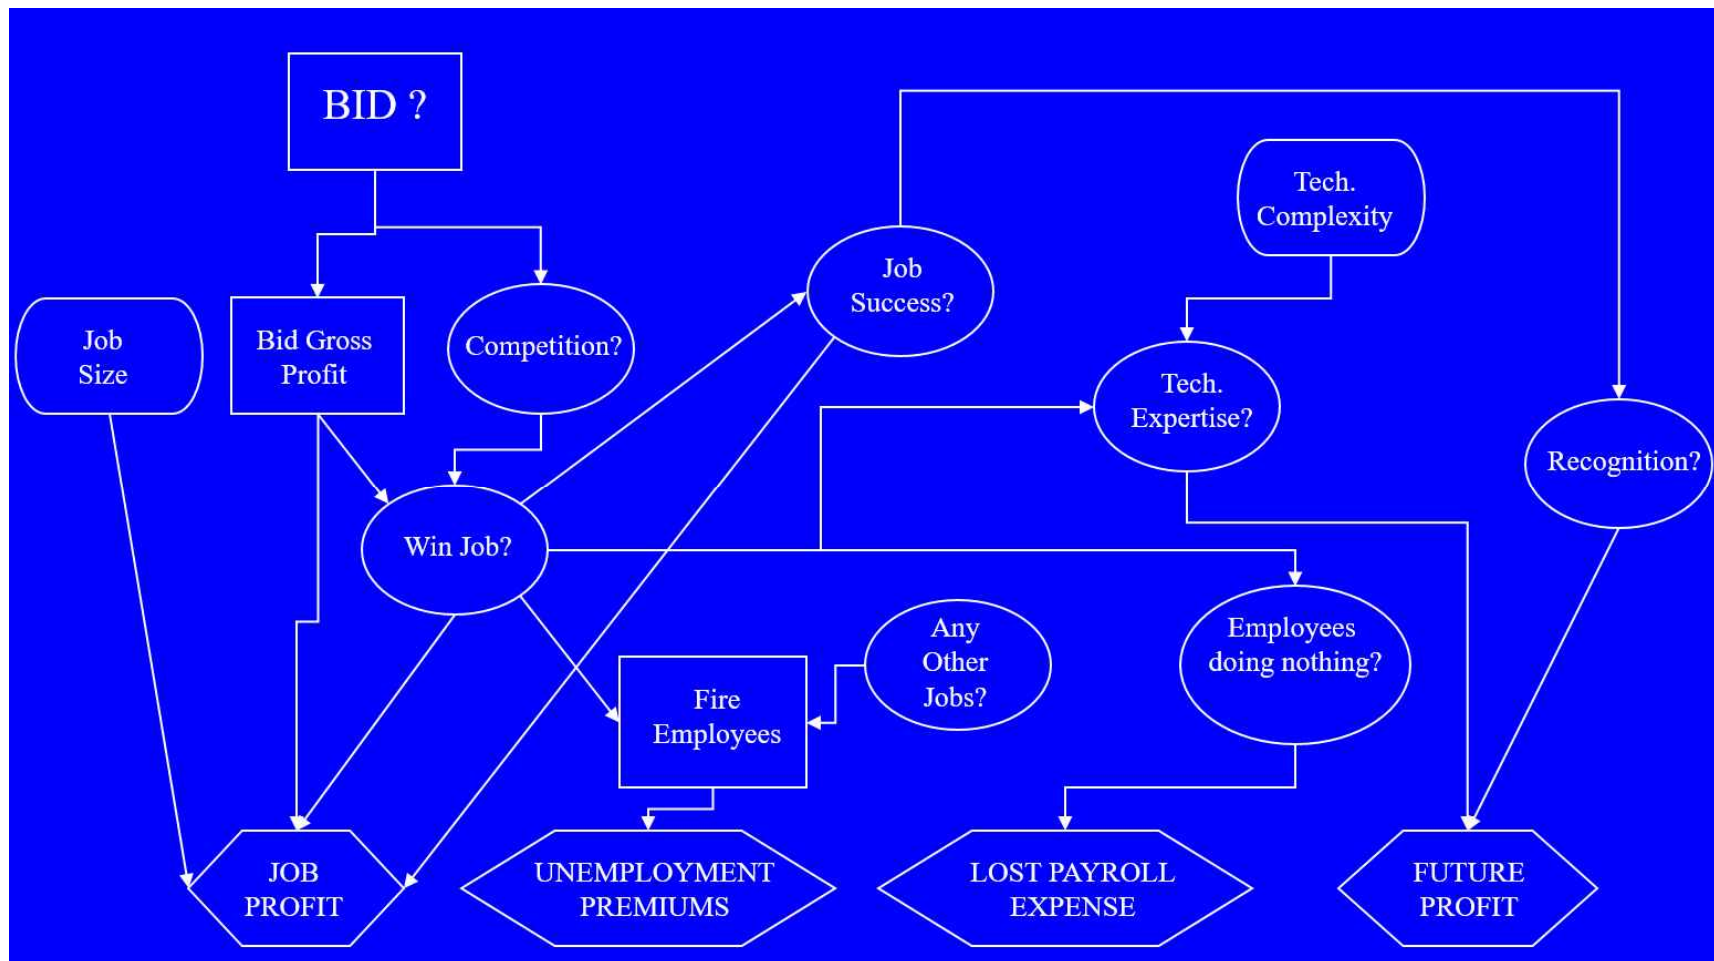 BID ?
Tech.
Complexity
Job
Success?
Job
Size
Bid Gross
Profit
Competition?
Tech.
Expertise?
Recognition?
Win Job?
Any
Other
Jobs?
Employees
doing nothing?
Fire
Employees
JOB
PROFIT
UNEMPLOYMENT
PREMIUMS
LOST PAYROLL
EXPENSE
FUTURE
PROFIT